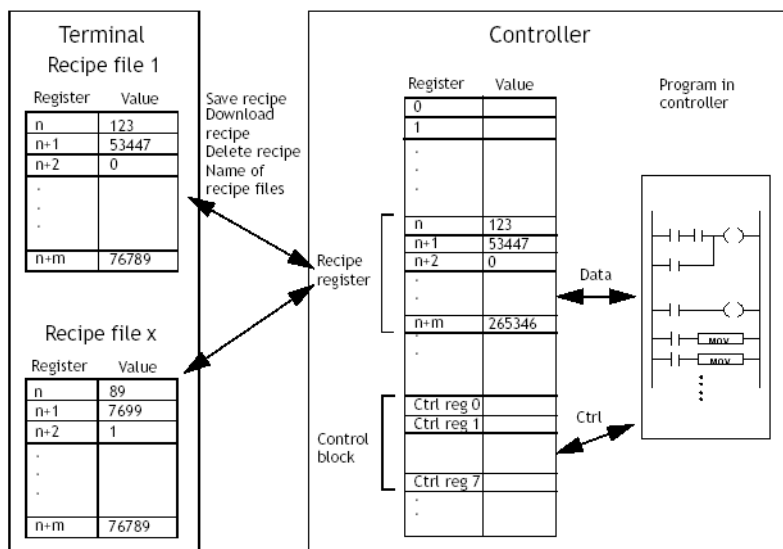 Terminal
Recipe file 1
Register Value
n 123
n+1 53447
n+2 0
.
.
.
n+m 76789
Recipe file x
Register Value
n 89
n+1 7699
n+2 1
.
.
.
n+m 76789
Save recipe
Download
recipe
Delete recipe
Name of
recipe files
Controller
Register Value
0
1
.
.
.
.
n 123
n+1 53447
n+2 0
.
.
n+m 265346
.
.
Ctrl reg 0
Ctrl reg 1
Ctrl reg 7
.
.
Recipe
register
Control
block
Data
Ctrl
Program in
controller
MOV
MOV